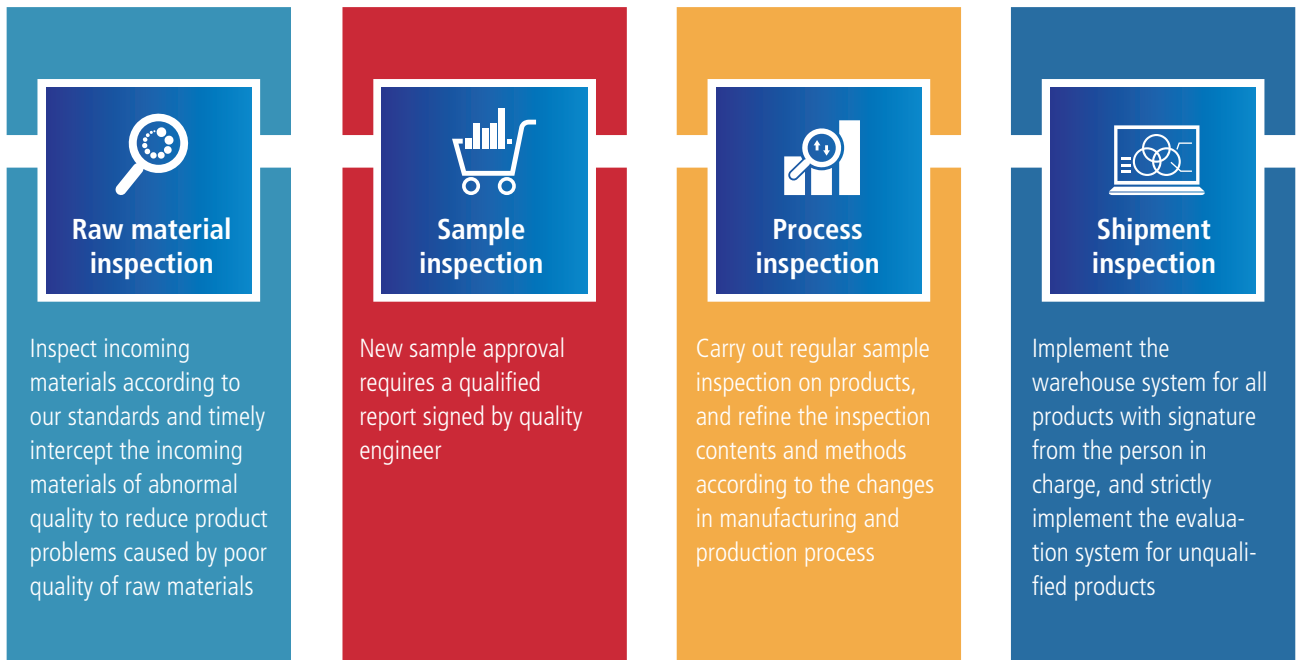 Raw material
inspection
Inspect incoming
materials according to
our standards and timely
intercept the incoming
materials of abnormal
quality to reduce product
problems caused by poor
quality of raw materials
Sample
inspection
New sample approval
requires a qualified
report signed by quality
engineer
Process
inspection
Carry out regular sample
inspection on products,
and refine the inspection
contents and methods
according to the changes
in manufacturing and
production process
Shipment
inspection
Implement the
warehouse system for all
products with signature
from the person in
charge, and strictly
implement the evalua-
tion system for unquali-
fied products